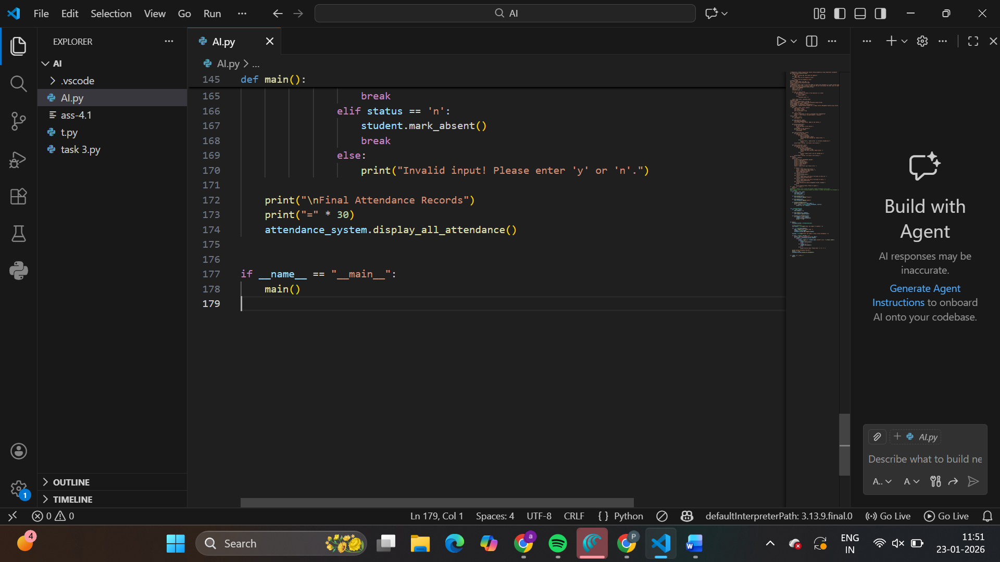 File Edit Selection View Go Run ...
AI
EXPLORER
AI
.vscode
AI.py
ass-4.1
t.py
task 3.py
OUTLINE
TIMELINE
AI.py
AI.py > ...
145 def main():
165 break
166 elif status == 'n':
167 student.mark_absent()
168 break
169 else:
170 print("Invalid input! Please enter 'y' or 'n'.")
171
172 print("\nFinal Attendance Records")
173 print("=" * 30)
174 attendance_system.display_all_attendance()
175
176
177 if __name__ == "__main__":
178 main()
179
Build with
Agent
AI responses may be
inaccurate.
Generate Agent
Instructions to onboard
AI onto your codebase.
AI.py
Describe what to build ne
A.. A
1
0 0
Ln 179, Col 1 Spaces: 4 UTF-8 CRLF {} Python defaultInterpreterPath: 3.13.9.final.0 Go Live Go Live
4
Search
a
P
W
ENG
IN
11:51
23-01-2026